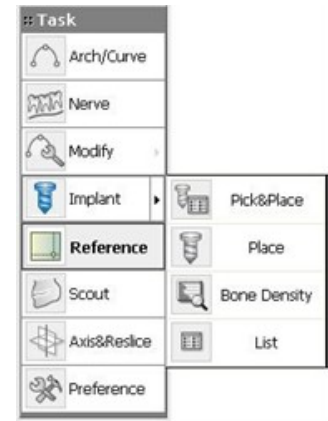 Task
Arch/Curve
Nerve
Modify
Implant
Reference
Scout
Axis&Reslice
Preference
Pick&Place
Place
Bone Density
List